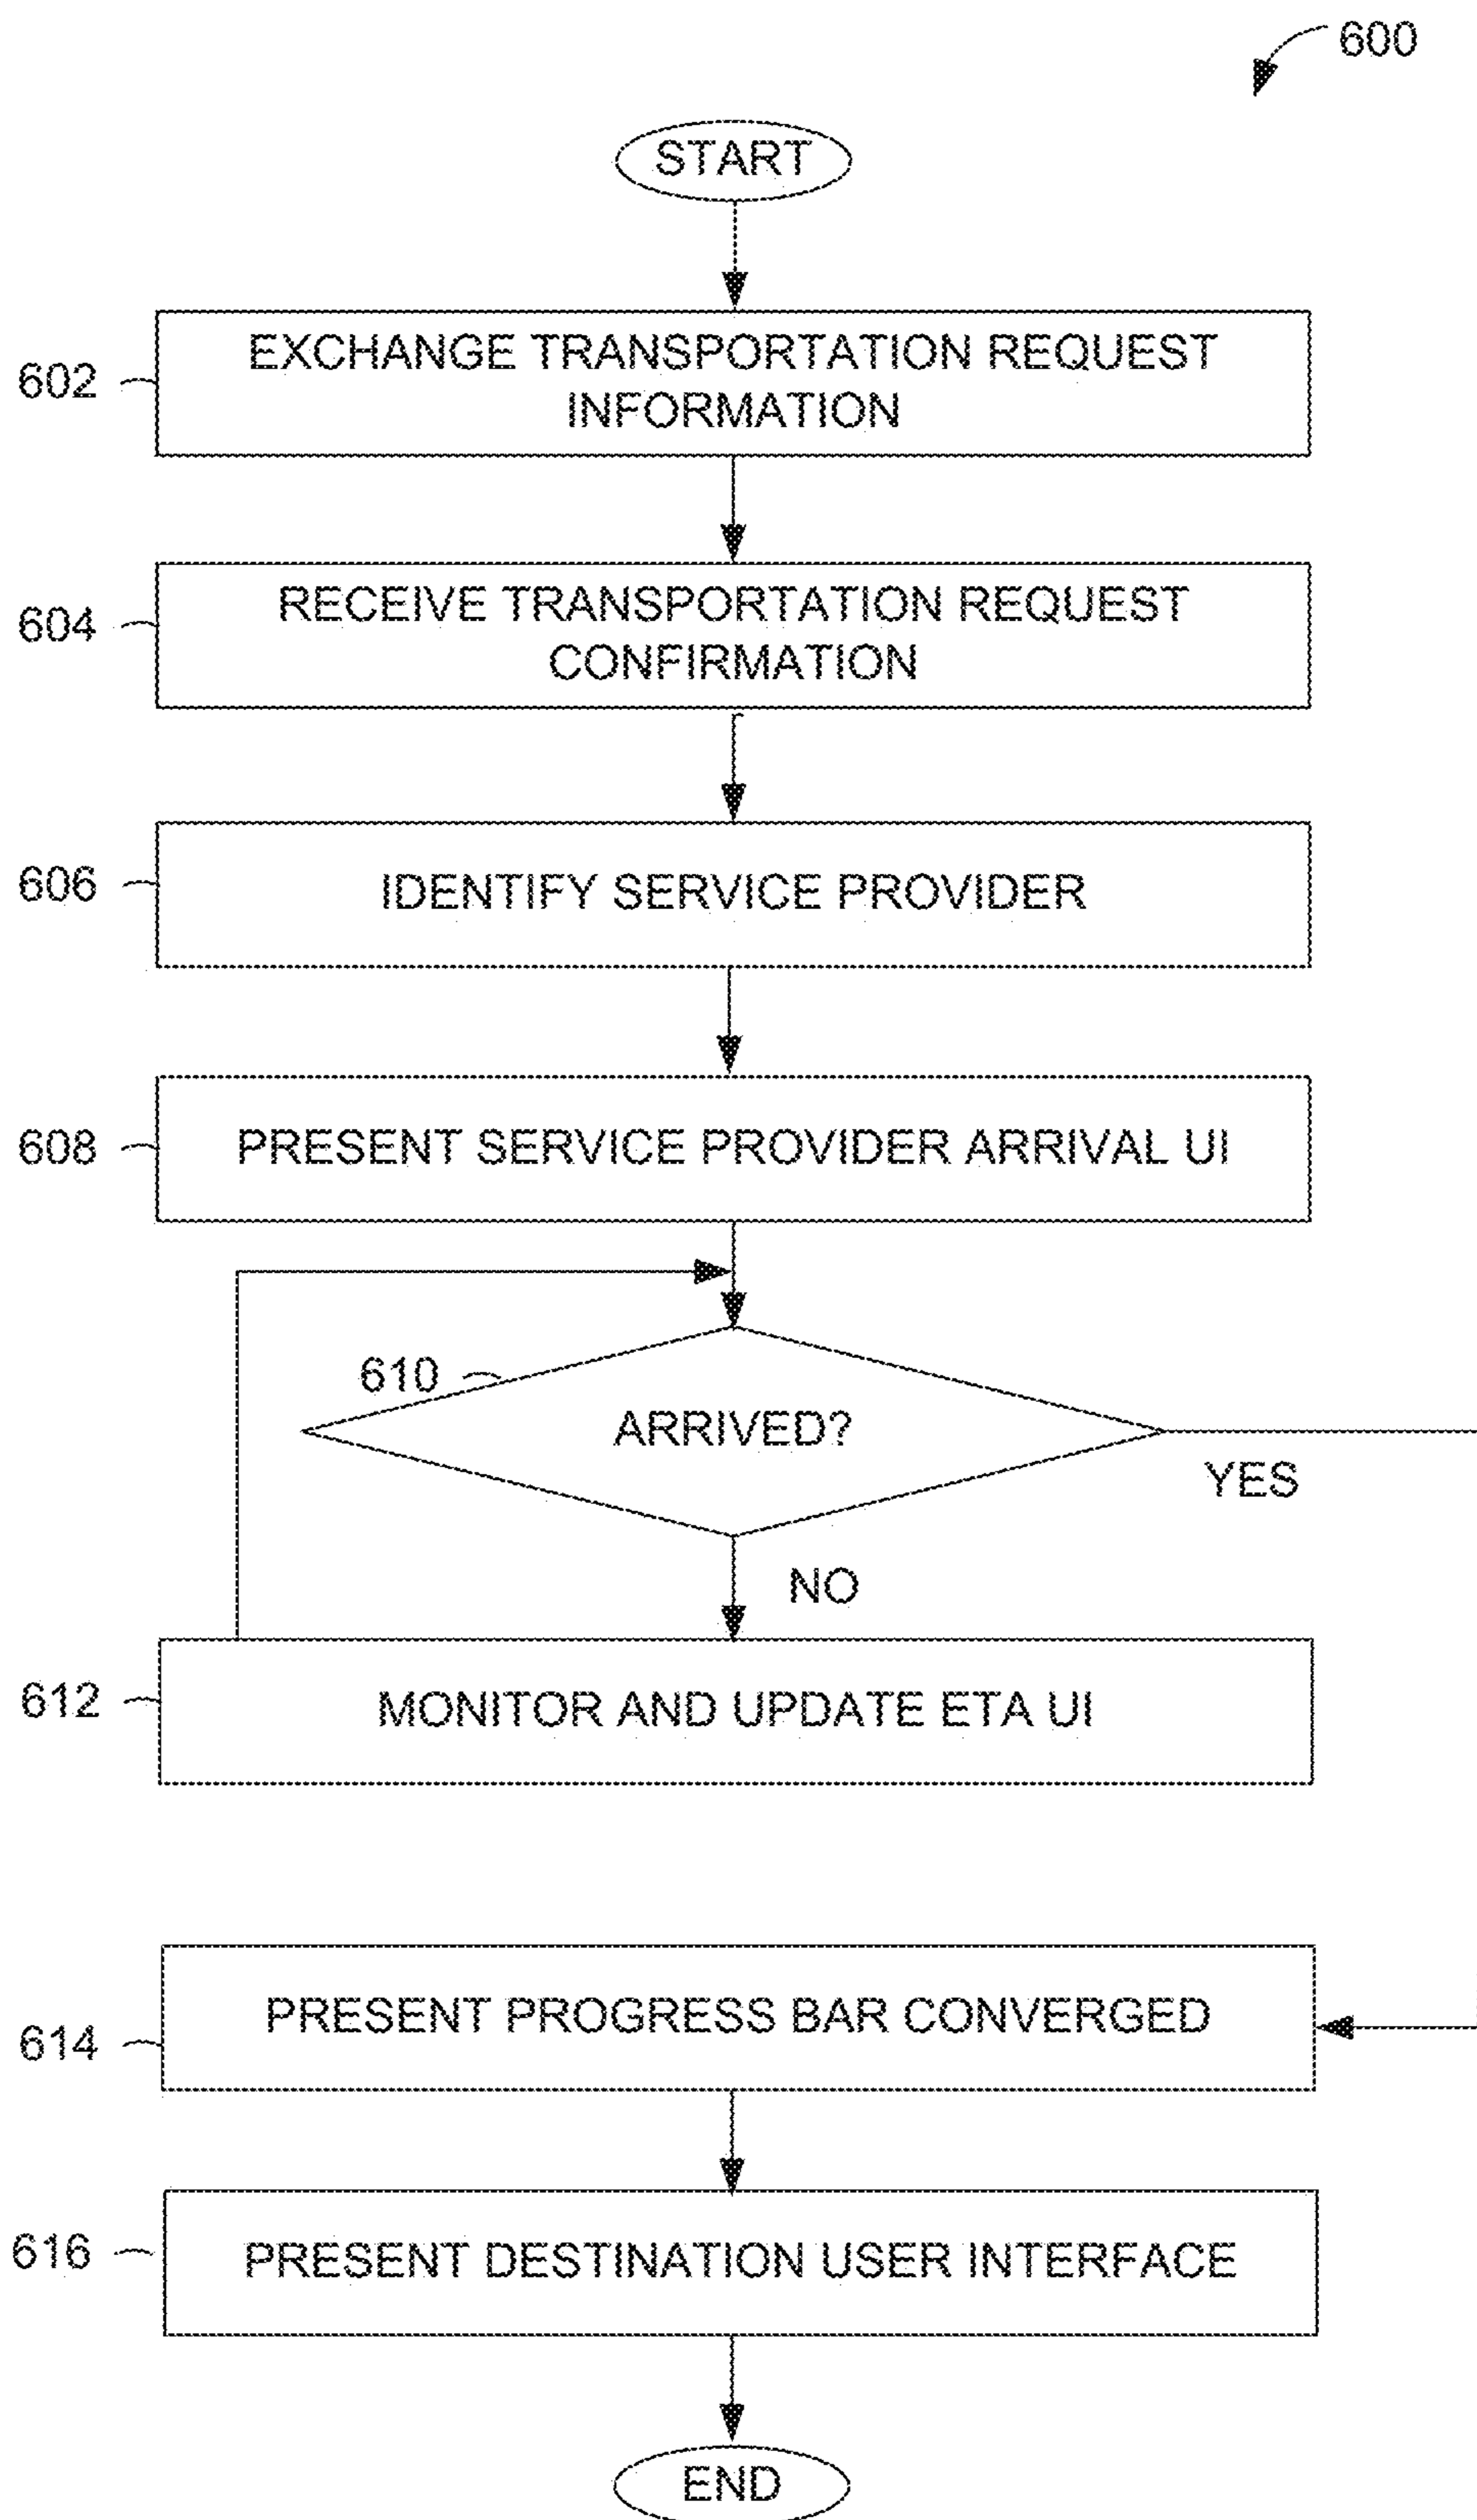 600
START
602
EXCHANGE TRANSPORTATION REQUEST
INFORMATION
604
RECEIVE TRANSPORTATION REQUEST
CONFIRMATION
606
IDENTIFY SERVICE PROVIDER
608
PRESENT SERVICE PROVIDER ARRIVAL UI
610
ARRIVED?
YES
NO
612
MONITOR AND UPDATE ETA UI
614
PRESENT PROGRESS BAR CONVERGED
616
PRESENT DESTINATION USER INTERFACE
END